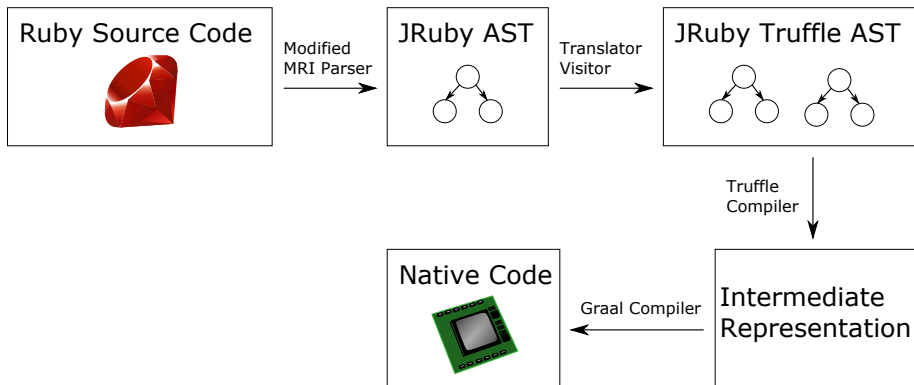 Ruby Source Code
Modified
MRI Parser
JRuby AST
Translator
Visitor
JRuby Truffle AST
Truffle
Compiler
Native Code
Graal Compiler
Intermediate
Representation